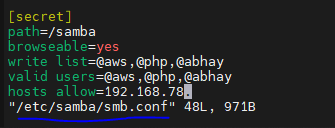 [secret]
path=/samba
browseable=yes
write list=@aws,@php,@abhay
valid users=@aws,@php,@abhay
hosts allow=192.168.78.
"/etc/samba/smb.conf" 48L, 971B